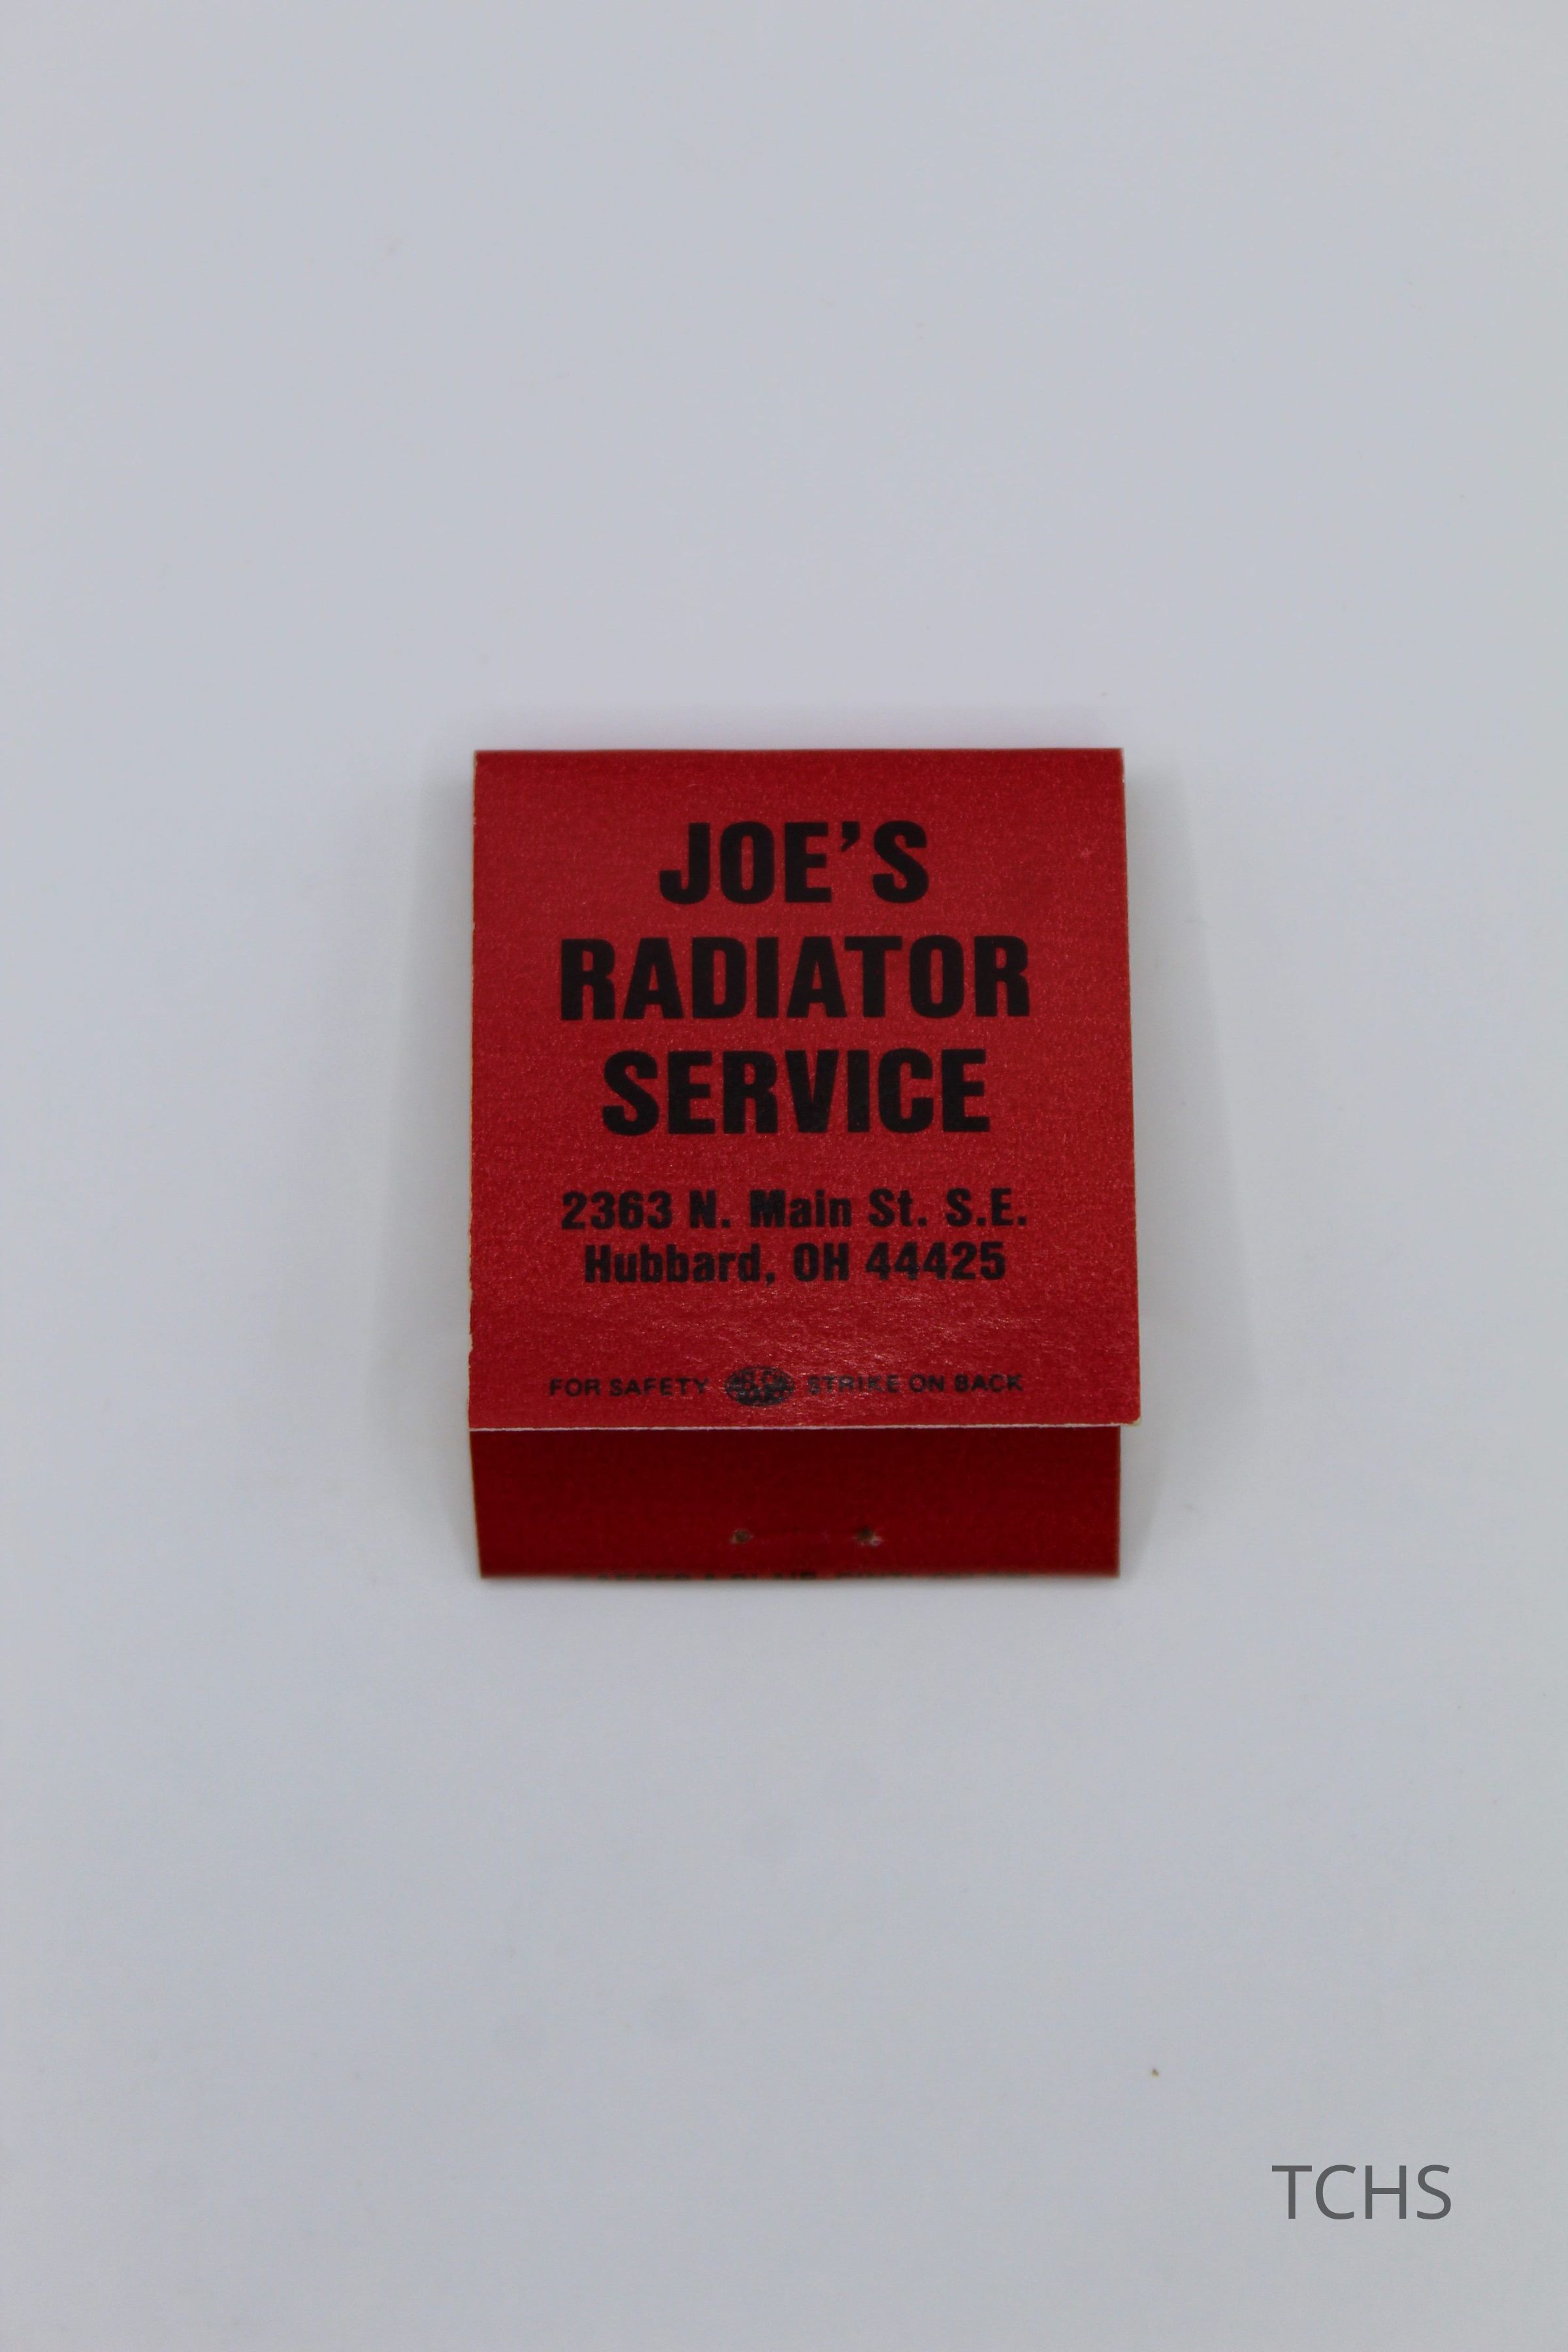 JOE'S
RADIATOR
SERVICE
2363 N. Main St. S.E.
Hubbard, OH 44425
FOR SAFETY STRIKE ON BACK
TCHS